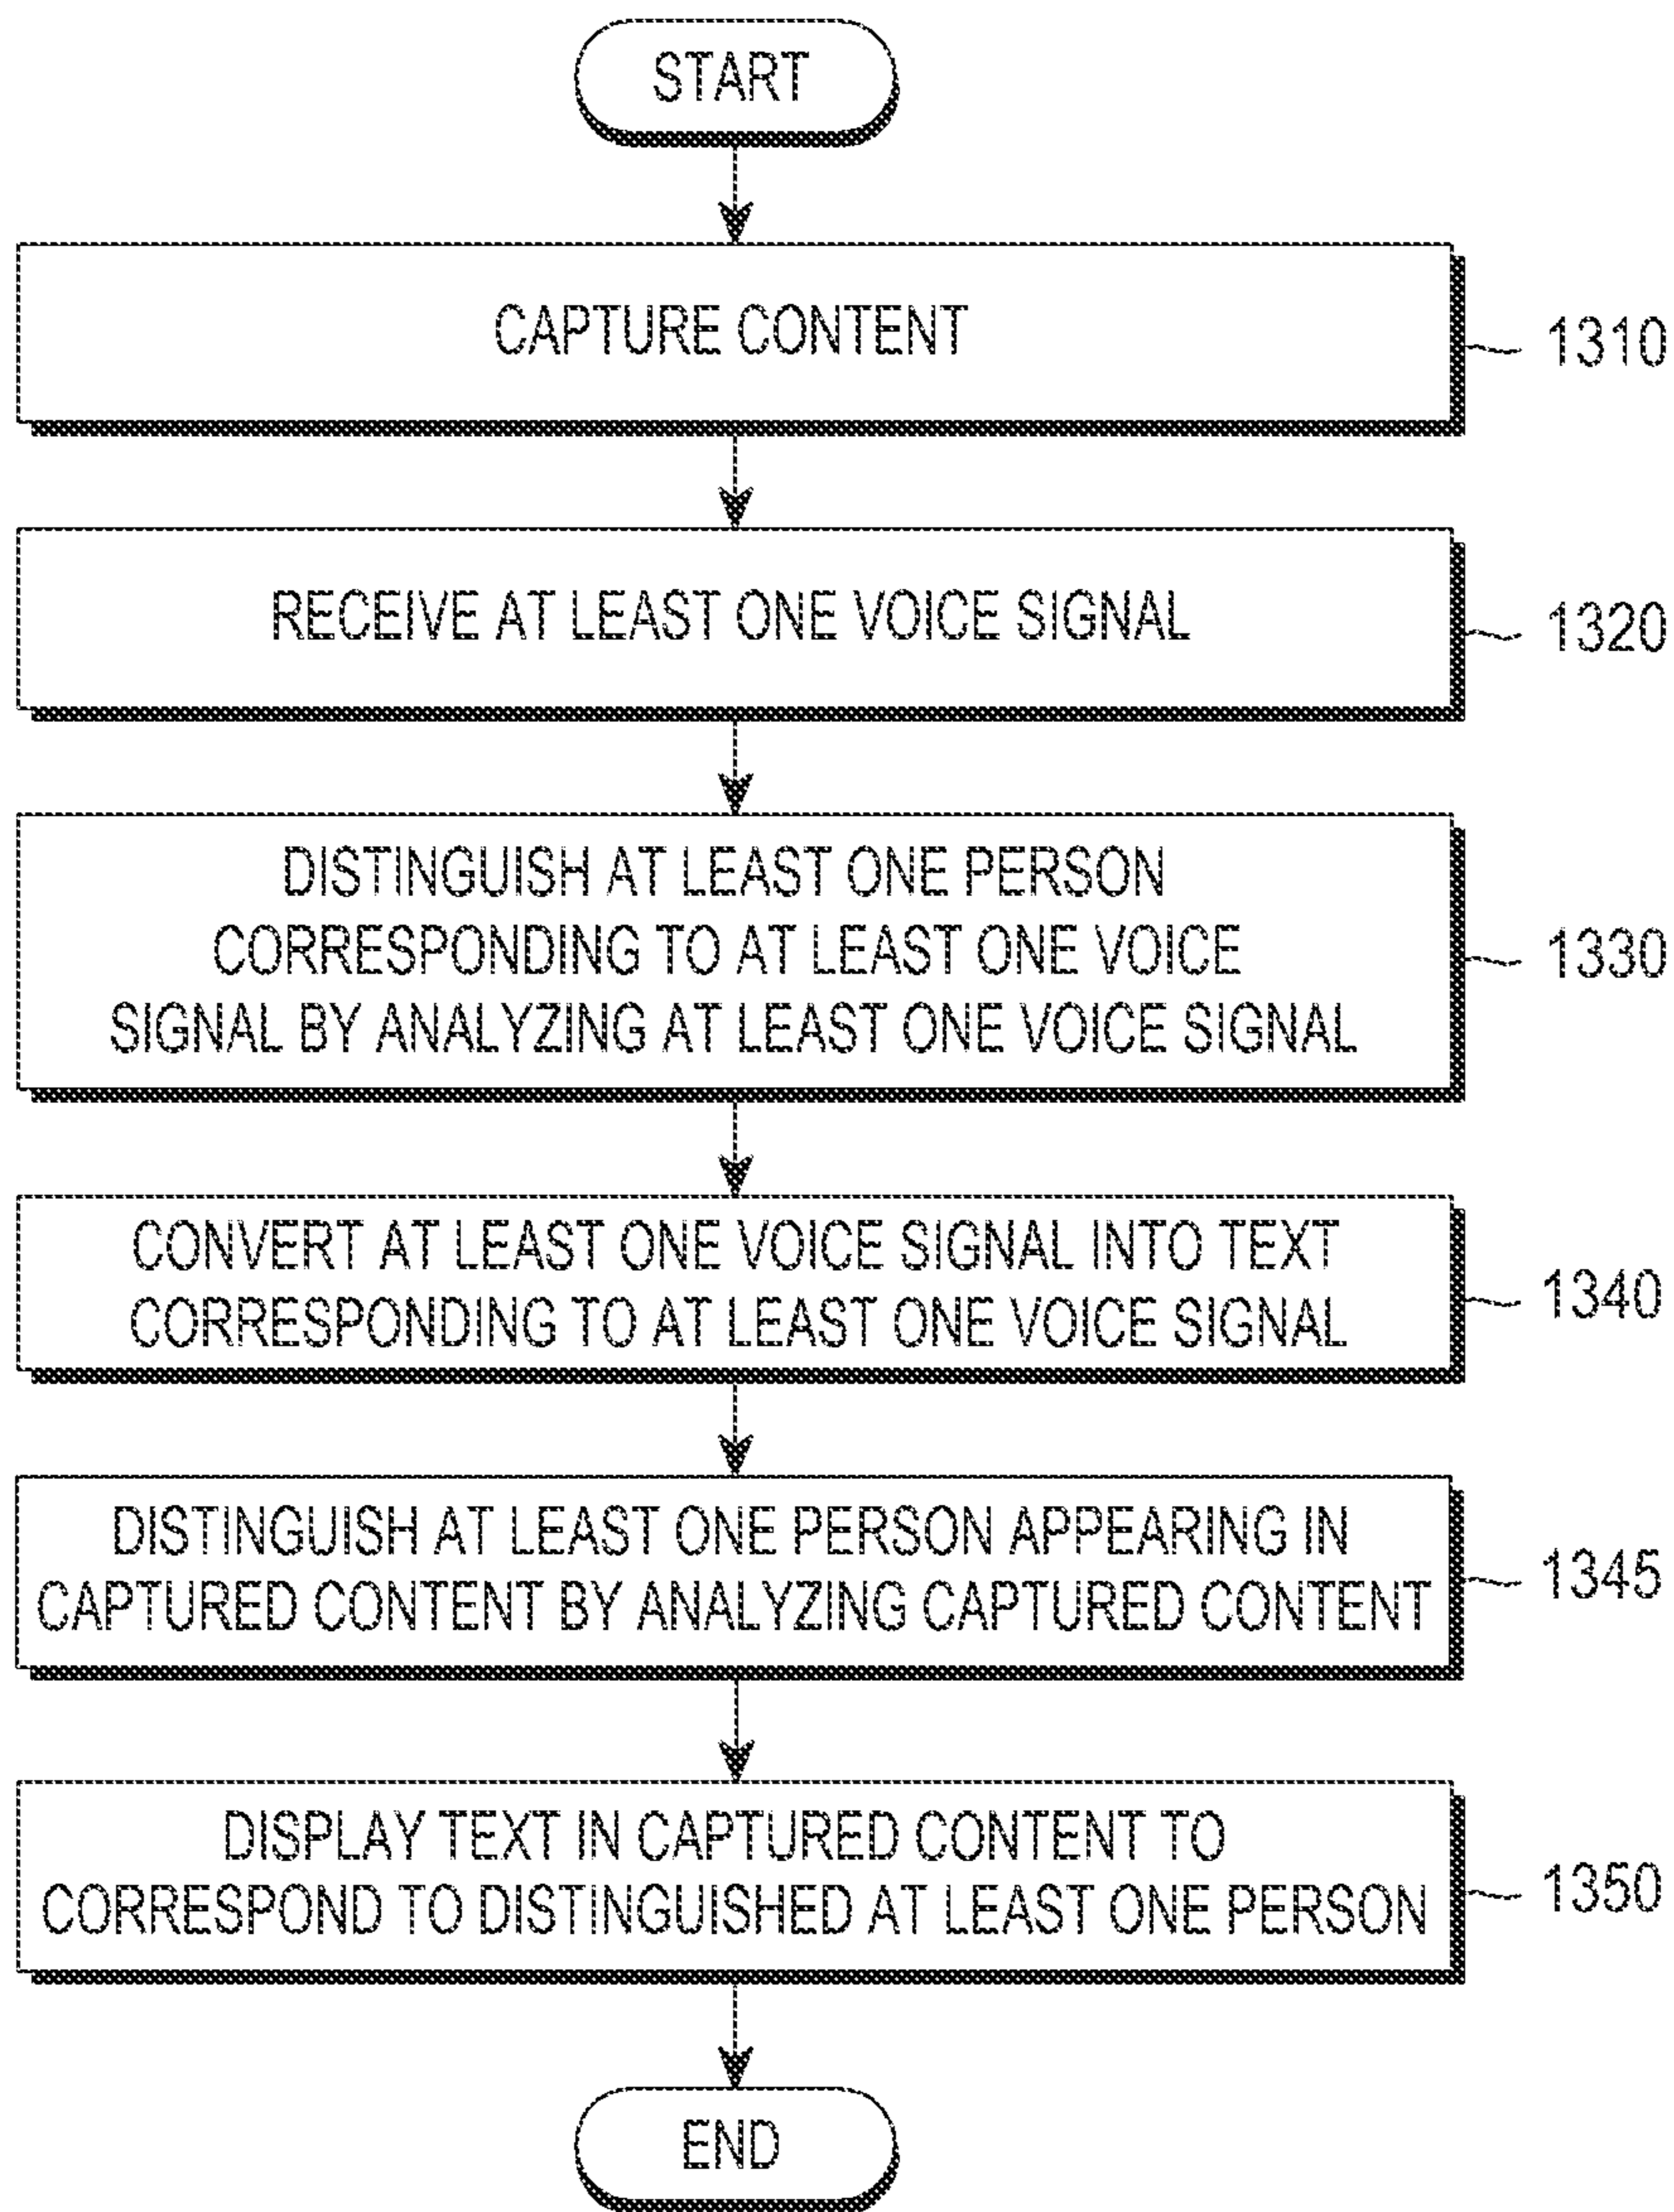 START
CAPTURE CONTENT
1310
RECEIVE AT LEAST ONE VOICE SIGNAL
1320
DISTINGUISH AT LEAST ONE PERSON
CORRESPONDING TO AT LEAST ONE VOICE
SIGNAL BY ANALYZING AT LEAST ONE VOICE SIGNAL
1330
CONVERT AT LEAST ONE VOICE SIGNAL INTO TEXT
CORRESPONDING TO AT LEAST ONE VOICE SIGNAL
1340
DISTINGUISH AT LEAST ONE PERSON APPEARING IN
CAPTURED CONTENT BY ANALYZING CAPTURED CONTENT
1345
DISPLAY TEXT IN CAPTURED CONTENT TO
CORRESPOND TO DISTINGUISHED AT LEAST ONE PERSON
1350
END